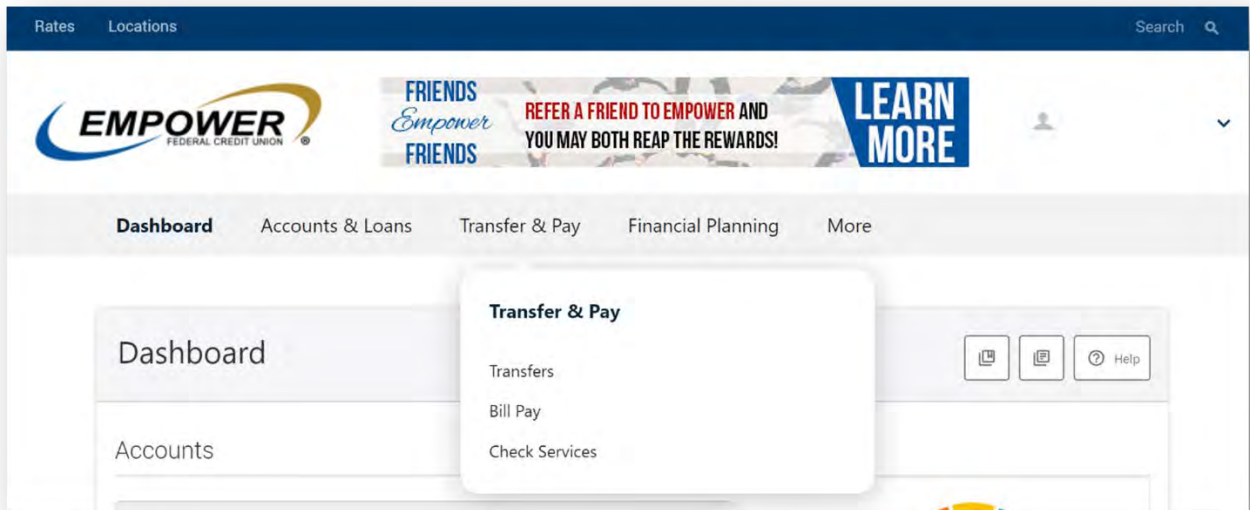 Rates Locations Search
EMPOWER
FEDERAL CREDIT UNION ®
FRIENDS
Empower
FRIENDS
REFER A FRIEND TO EMPOWER AND
YOU MAY BOTH REAP THE REWARDS!
LEARN
MORE
Dashboard Accounts & Loans Transfer & Pay Financial Planning More
Transfer & Pay
Transfers
Bill Pay
Check Services
Dashboard
Help
Accounts